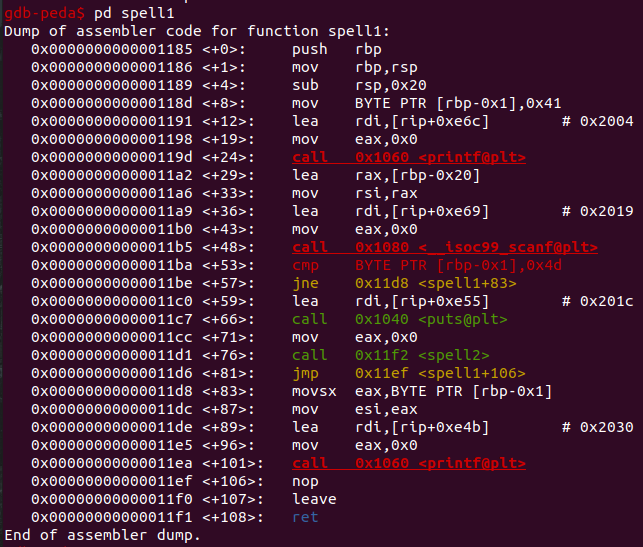 gdb-peda$ pd spell1
Dump of assembler code for function spell1:
   0x0000000000001185 <+0>:     push   rbp
   0x0000000000001186 <+1>:     mov    rbp,rsp
   0x0000000000001189 <+4>:     sub    rsp,0x20
   0x000000000000118d <+8>:     mov    BYTE PTR [rbp-0x1],0x41
   0x0000000000001191 <+12>:    lea    rdi,[rip+0xe6c]        # 0x2004
   0x0000000000001198 <+19>:    mov    eax,0x0
   0x000000000000119d <+24>:    call   0x1060 <printf@plt>
   0x00000000000011a2 <+29>:    lea    rax,[rbp-0x20]
   0x00000000000011a6 <+33>:    mov    rsi,rax
   0x00000000000011a9 <+36>:    lea    rdi,[rip+0xe69]        # 0x2019
   0x00000000000011b0 <+43>:    mov    eax,0x0
   0x00000000000011b5 <+48>:    call   0x1080 <__isoc99_scanf@plt>
   0x00000000000011ba <+53>:    cmp    BYTE PTR [rbp-0x1],0x4d
   0x00000000000011be <+57>:    jne    0x11d8 <spell1+83>
   0x00000000000011c0 <+59>:    lea    rdi,[rip+0xe55]        # 0x201c
   0x00000000000011c7 <+66>:    call   0x1040 <puts@plt>
   0x00000000000011cc <+71>:    mov    eax,0x0
   0x00000000000011d1 <+76>:    call   0x11f2 <spell2>
   0x00000000000011d6 <+81>:    jmp    0x11ef <spell1+106>
   0x00000000000011d8 <+83>:    movsx  eax,BYTE PTR [rbp-0x1]
   0x00000000000011dc <+87>:    mov    esi,eax
   0x00000000000011de <+89>:    lea    rdi,[rip+0xe4b]        # 0x2030
   0x00000000000011e5 <+96>:    mov    eax,0x0
   0x00000000000011ea <+101>:   call   0x1060 <printf@plt>
   0x00000000000011ef <+106>:   nop
   0x00000000000011f0 <+107>:   leave
   0x00000000000011f1 <+108>:   ret
End of assembler dump.